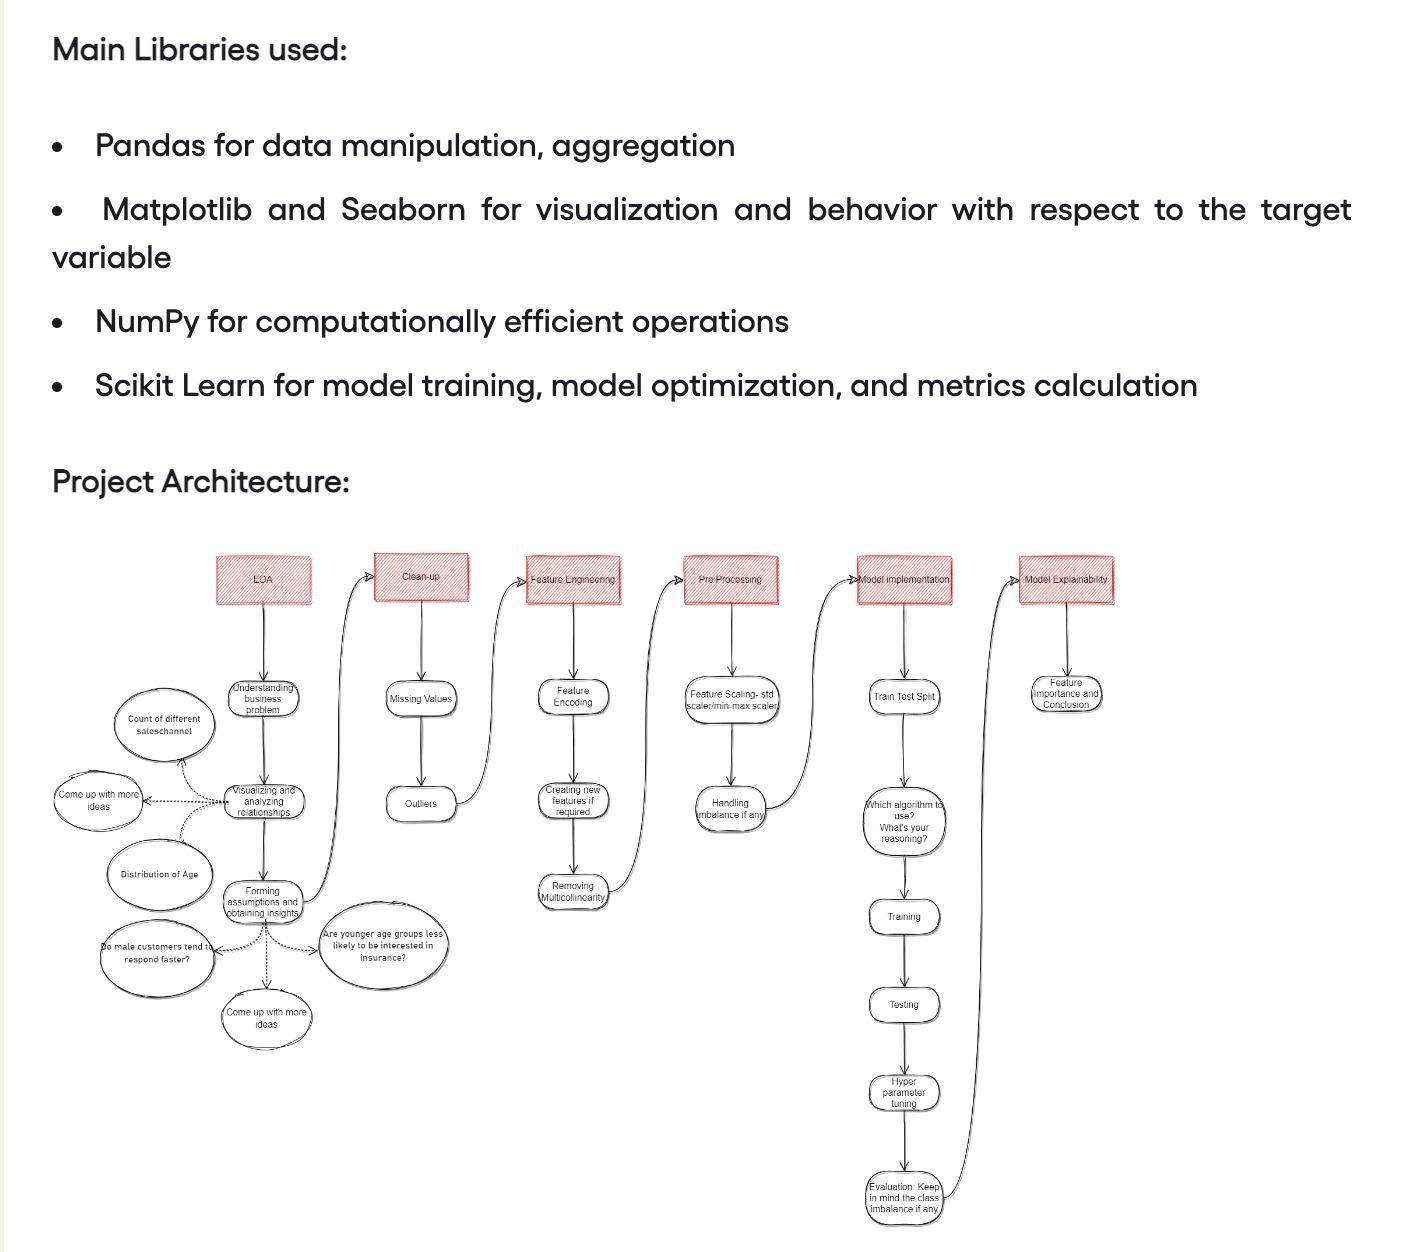 Main Libraries used:
• Pandas for data manipulation, aggregation
• Matplotlib and Seaborn for visualization and behavior with respect to the target
variable
• NumPy for computationally efficient operations
• Scikit Learn for model training, model optimization, and metrics calculation
Project Architecture:
EDA
Understanding
business
problem
Visualizing and
analyzing
relationships
Count of different
saleschannel
Come up with more
ideas
Distribution of Age
Forming
assumptions and
obtaining insights
Do male customers tend to
respond faster?
Come up with more
ideas
Are younger age groups less
likely to be interested in
insurance?
Clean-up
Missing Values
Outliers
Feature Engineering
Feature
Encoding
Creating new
features if
required
Removing
Multicollinearity
Pre Processing
Feature Scaling- std
scaler/min-max scaler
Handling
imbalance if any
Model implementation
Train Test Split
Which algorithm to
use?
What's your
reasoning?
Training
Testing
Hyper
parameter
tuning
Evaluation: Keep
in mind the class
imbalance if any
Model Explainability
Feature
Importance and
Conclusion